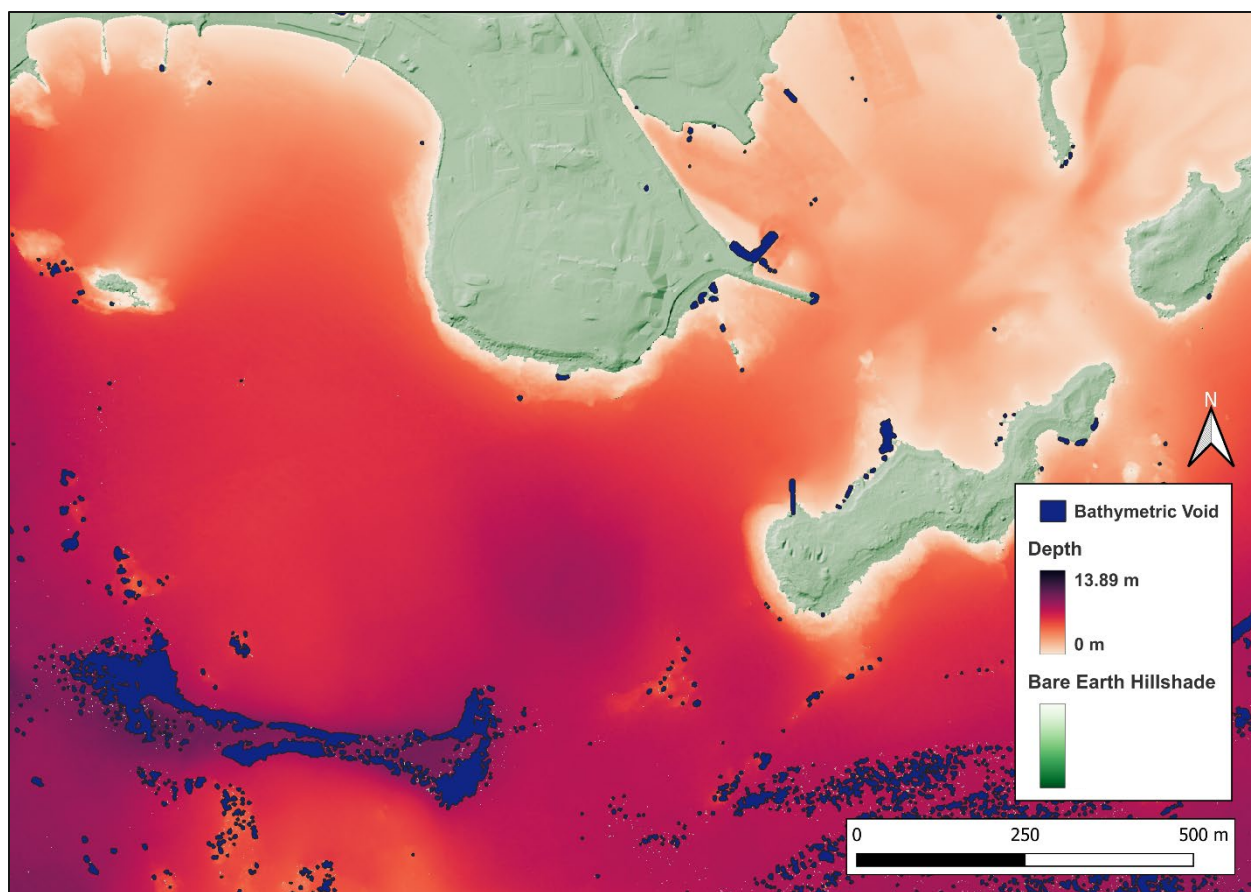 N
Bathymetric Void
Depth
13.89 m
0 m
Bare Earth Hillshade
0 250 500 m